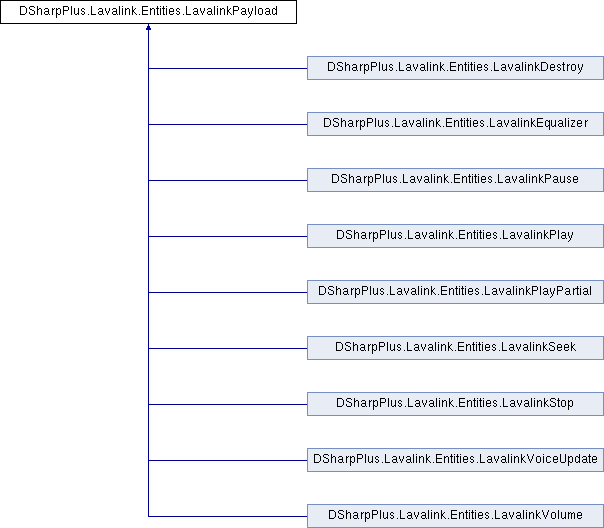 DSharpPlus.Lavalink.Entities.LavalinkPayload
DSharpPlus.Lavalink.Entities.LavalinkDestroy
DSharpPlus.Lavalink.Entities.LavalinkEqualizer
DSharpPlus.Lavalink.Entities.LavalinkPause
DSharpPlus.Lavalink.Entities.LavalinkPlay
DSharpPlus.Lavalink.Entities.LavalinkPlayPartial
DSharpPlus.Lavalink.Entities.LavalinkSeek
DSharpPlus.Lavalink.Entities.LavalinkStop
DSharpPlus.Lavalink.Entities.LavalinkVoiceUpdate
DSharpPlus.Lavalink.Entities.LavalinkVolume